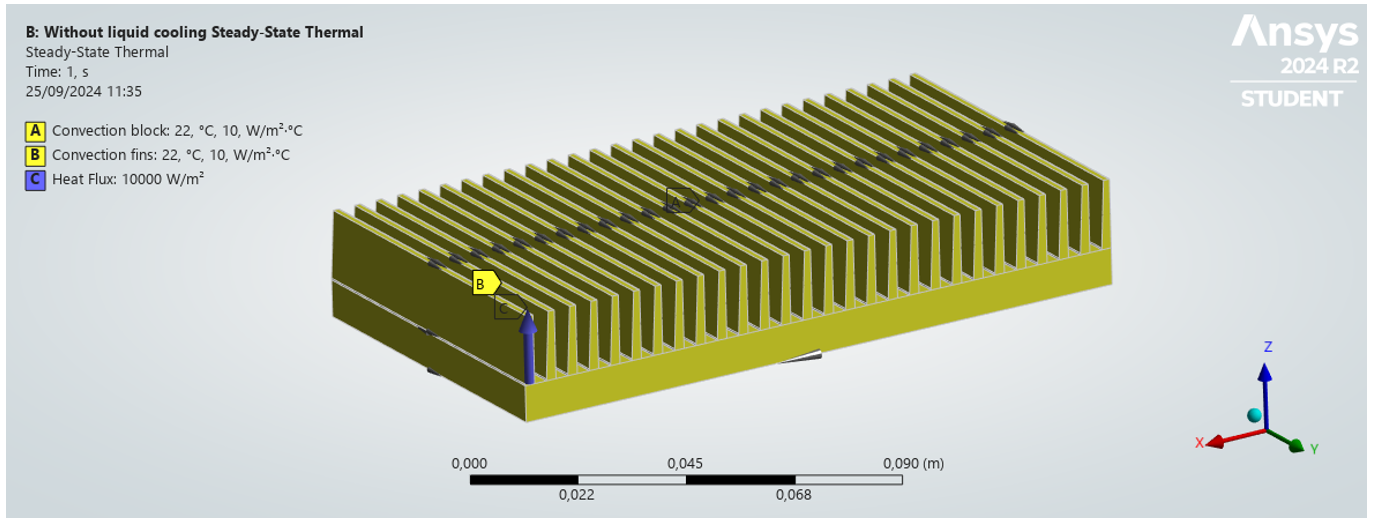 B: Without liquid cooling Steady-State Thermal
Steady-State Thermal
Time: 1, s
25/09/2024 11:35
A Convection block: 22, °C, 10, W/m²·°C
B Convection fins: 22, °C, 10, W/m²·°C
C Heat Flux: 10000 W/m²
Ansys
2024 R2
STUDENT
A
B
C
Z
X
Y
0,000 0,045 0,090 (m)
0,022 0,068